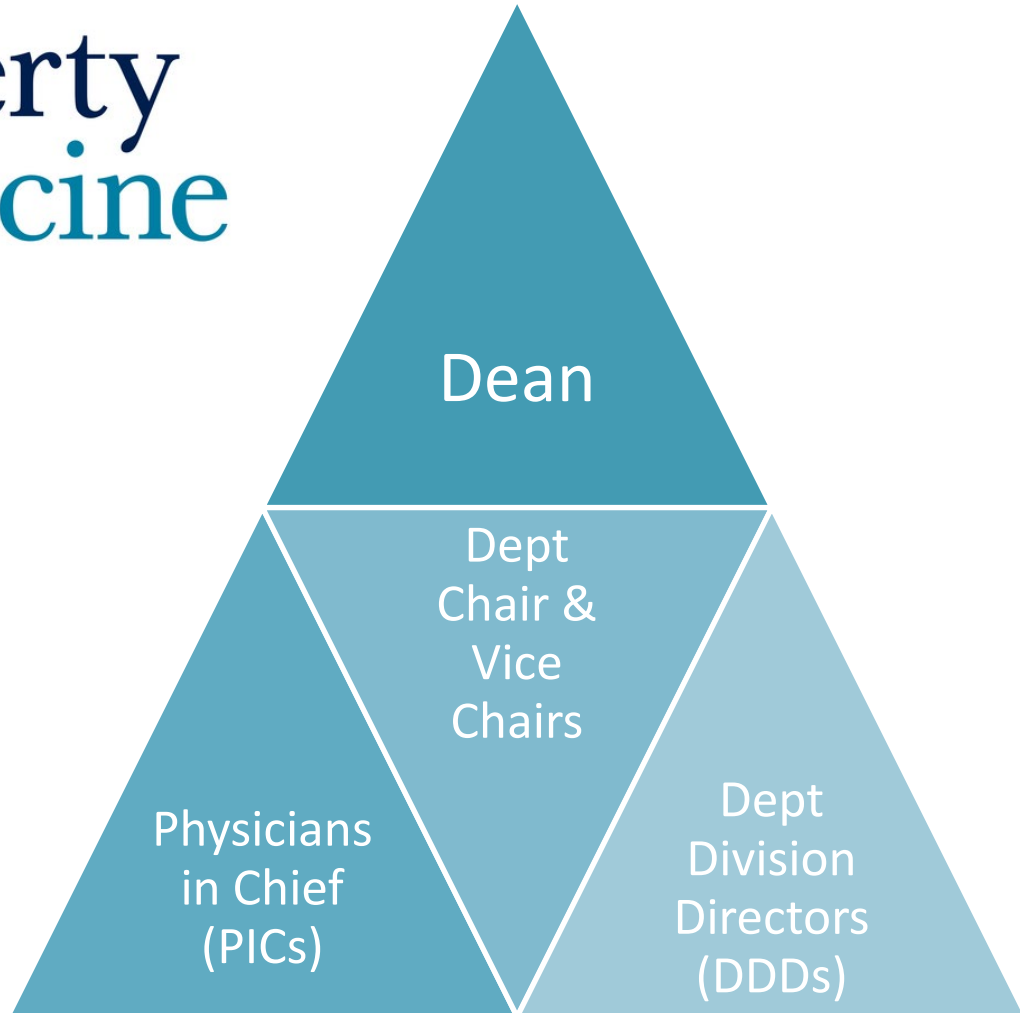 erty
cine
Dean
Dept
Chair &
Vice
Chairs
Physicians
in Chief
(PICs)
Dept
Division
Directors
(DDDs)